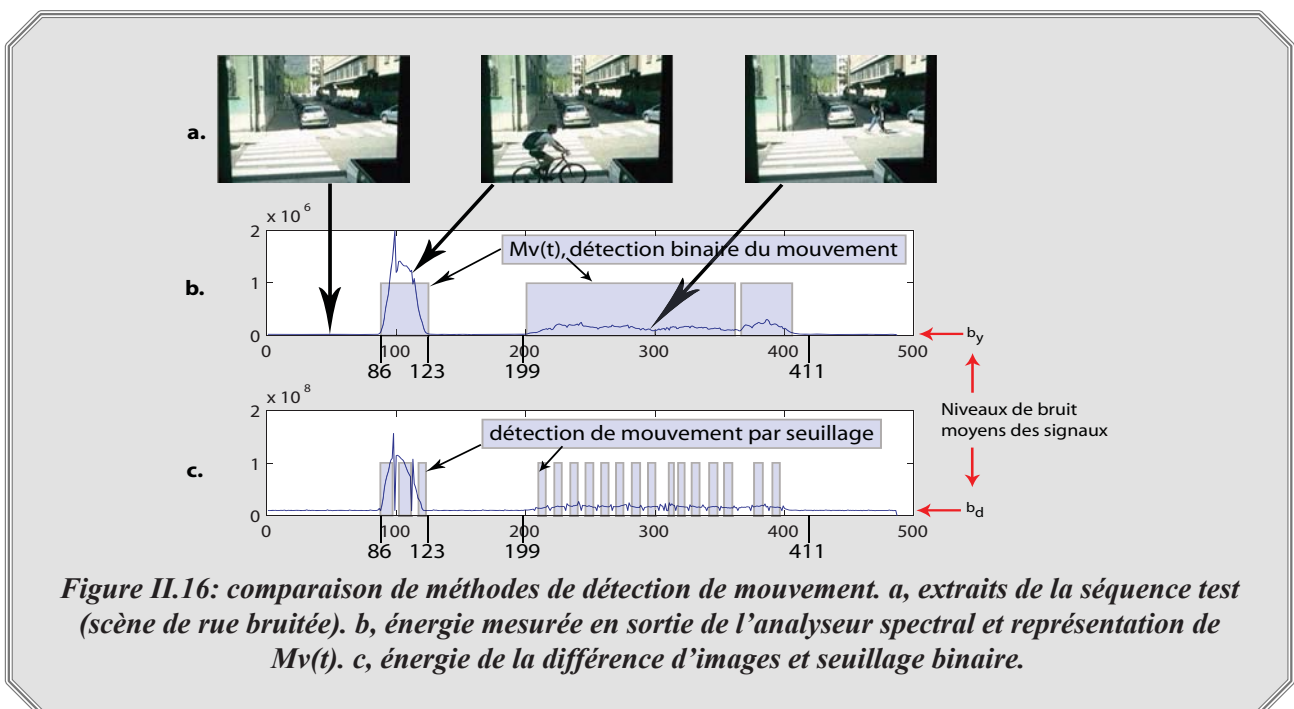 a.
x 10 6
2
1
0
Mv(t), détection binaire du mouvement
b.
b y
0 100 200 300 400 500
86 123 199 411
x 10 8
2
1
0
détection de mouvement par seuillage
Niveaux de bruit
moyens des signaux
c.
b d
0 100 200 300 400 500
86 123 199 411
Figure II.16: comparaison de méthodes de détection de mouvement. a, extraits de la séquence test
(scène de rue bruitée). b, énergie mesurée en sortie de l'analyseur spectral et représentation de
Mv(t). c, énergie de la différence d'images et seuillage binaire.